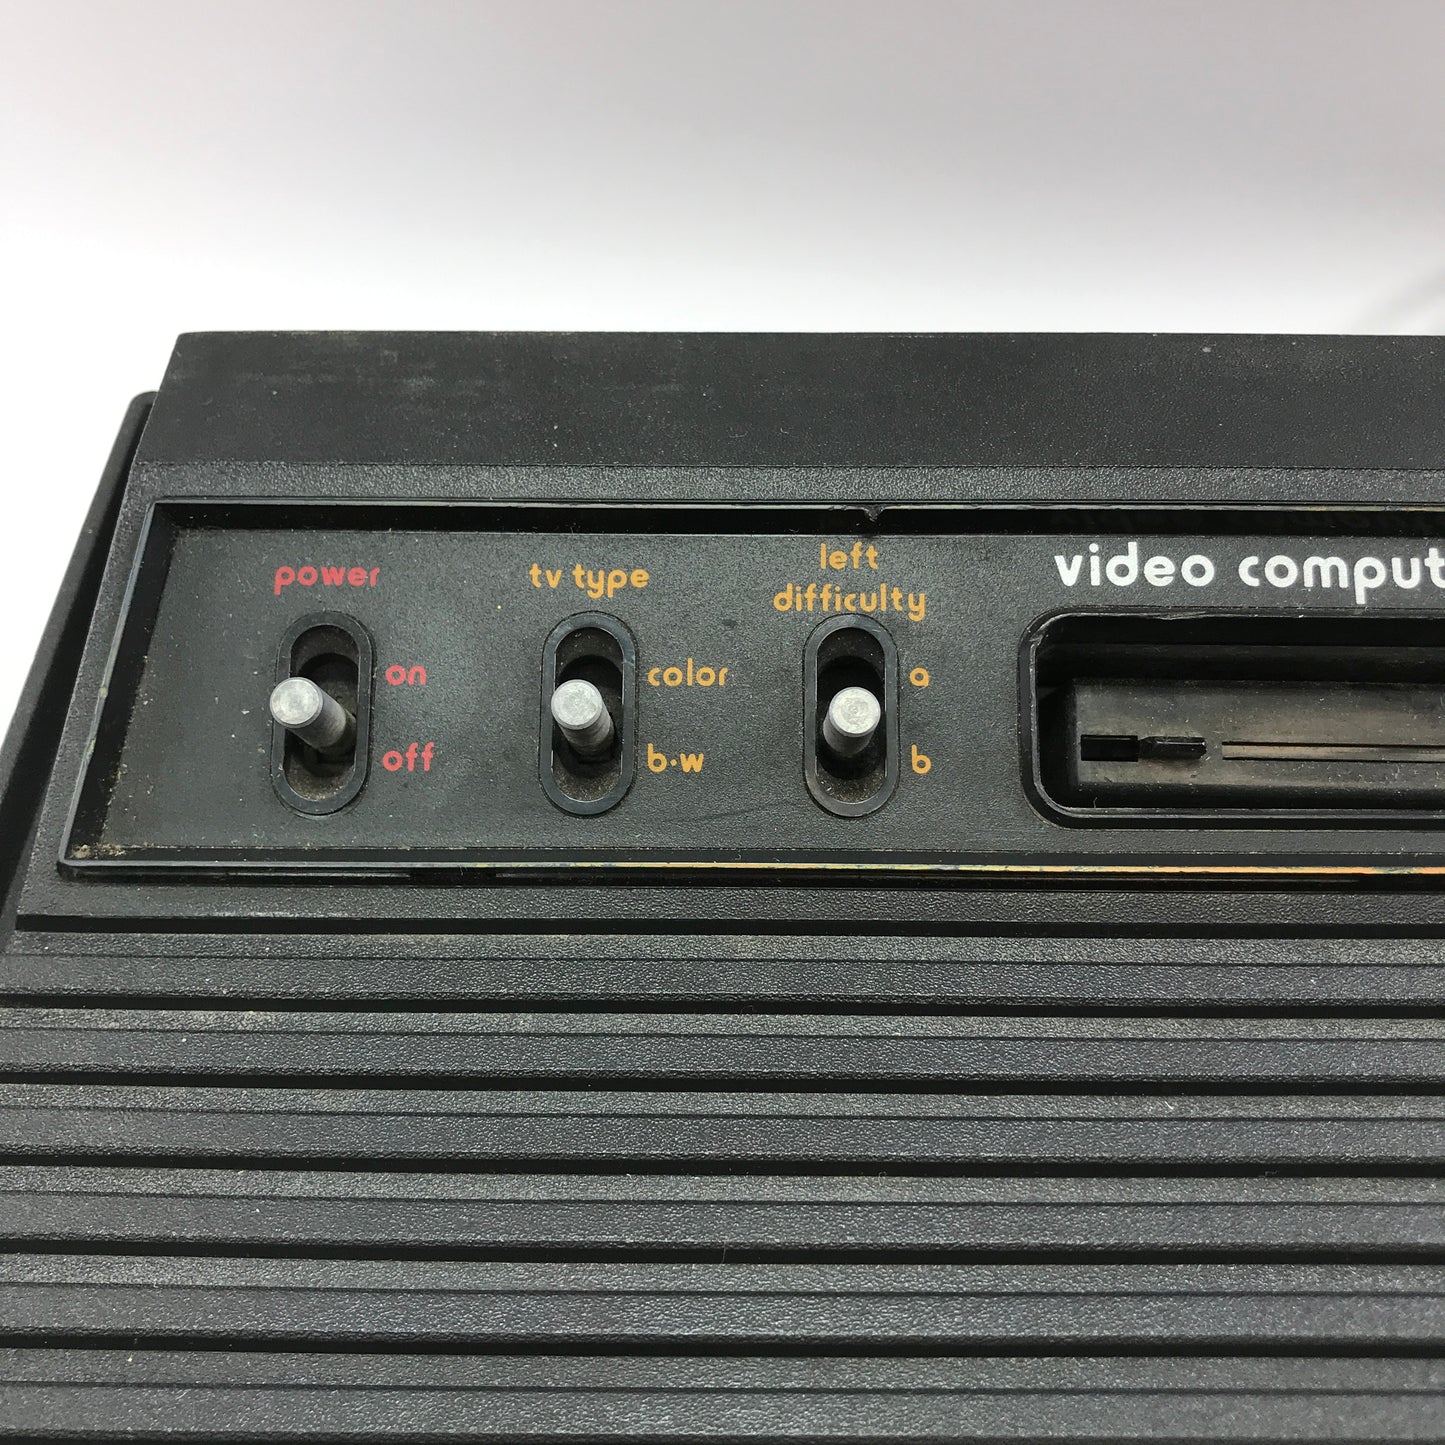 power
on
off
tv type
color
b·w
left
difficulty
a
b
video comput